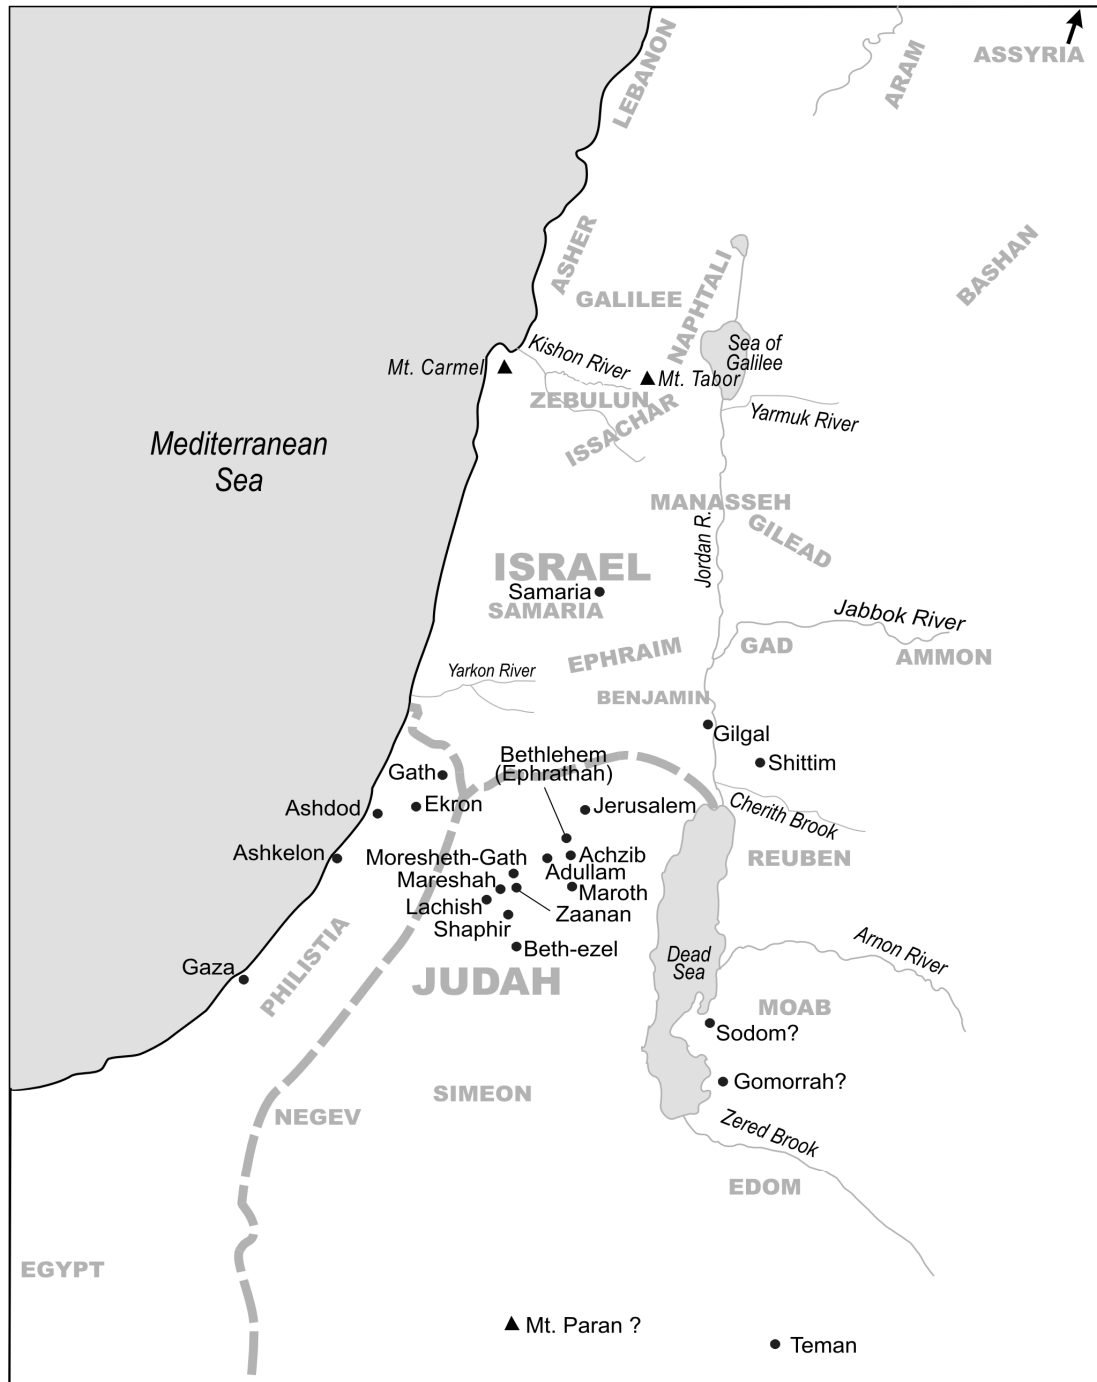 LEBANON
ARAM
ASSYRIA
ASHER
GALILEE
NAPHTALI
BASHAN
Mt. Carmel
Kishon River
Sea of
Galilee
Mt. Tabor
ZEBULUN
ISSACHAR
Yarmuk River
Mediterranean
Sea
MANASSEH
Jordan R.
GILEAD
ISRAEL
Samaria
SAMARIA
Jabbok River
EPHRAIM
GAD
AMMON
Yarkon River
BENJAMIN
Gilgal
Shittim
Bethlehem
(Ephrathah)
Gath
Ekron
Ashdod
Jerusalem
Cherith Brook
Ashkelon
Moresheth-Gath
Achzib
REUBEN
Adullam
Mareshah
Maroth
Lachish
Zaanan
Shaphir
Beth-ezel
Gaza
PHILISTIA
JUDAH
Dead
Sea
Arnon River
MOAB
Sodom?
Gomorrah?
SIMEON
NEGEV
Zered Brook
EDOM
EGYPT
Mt. Paran ?
Teman